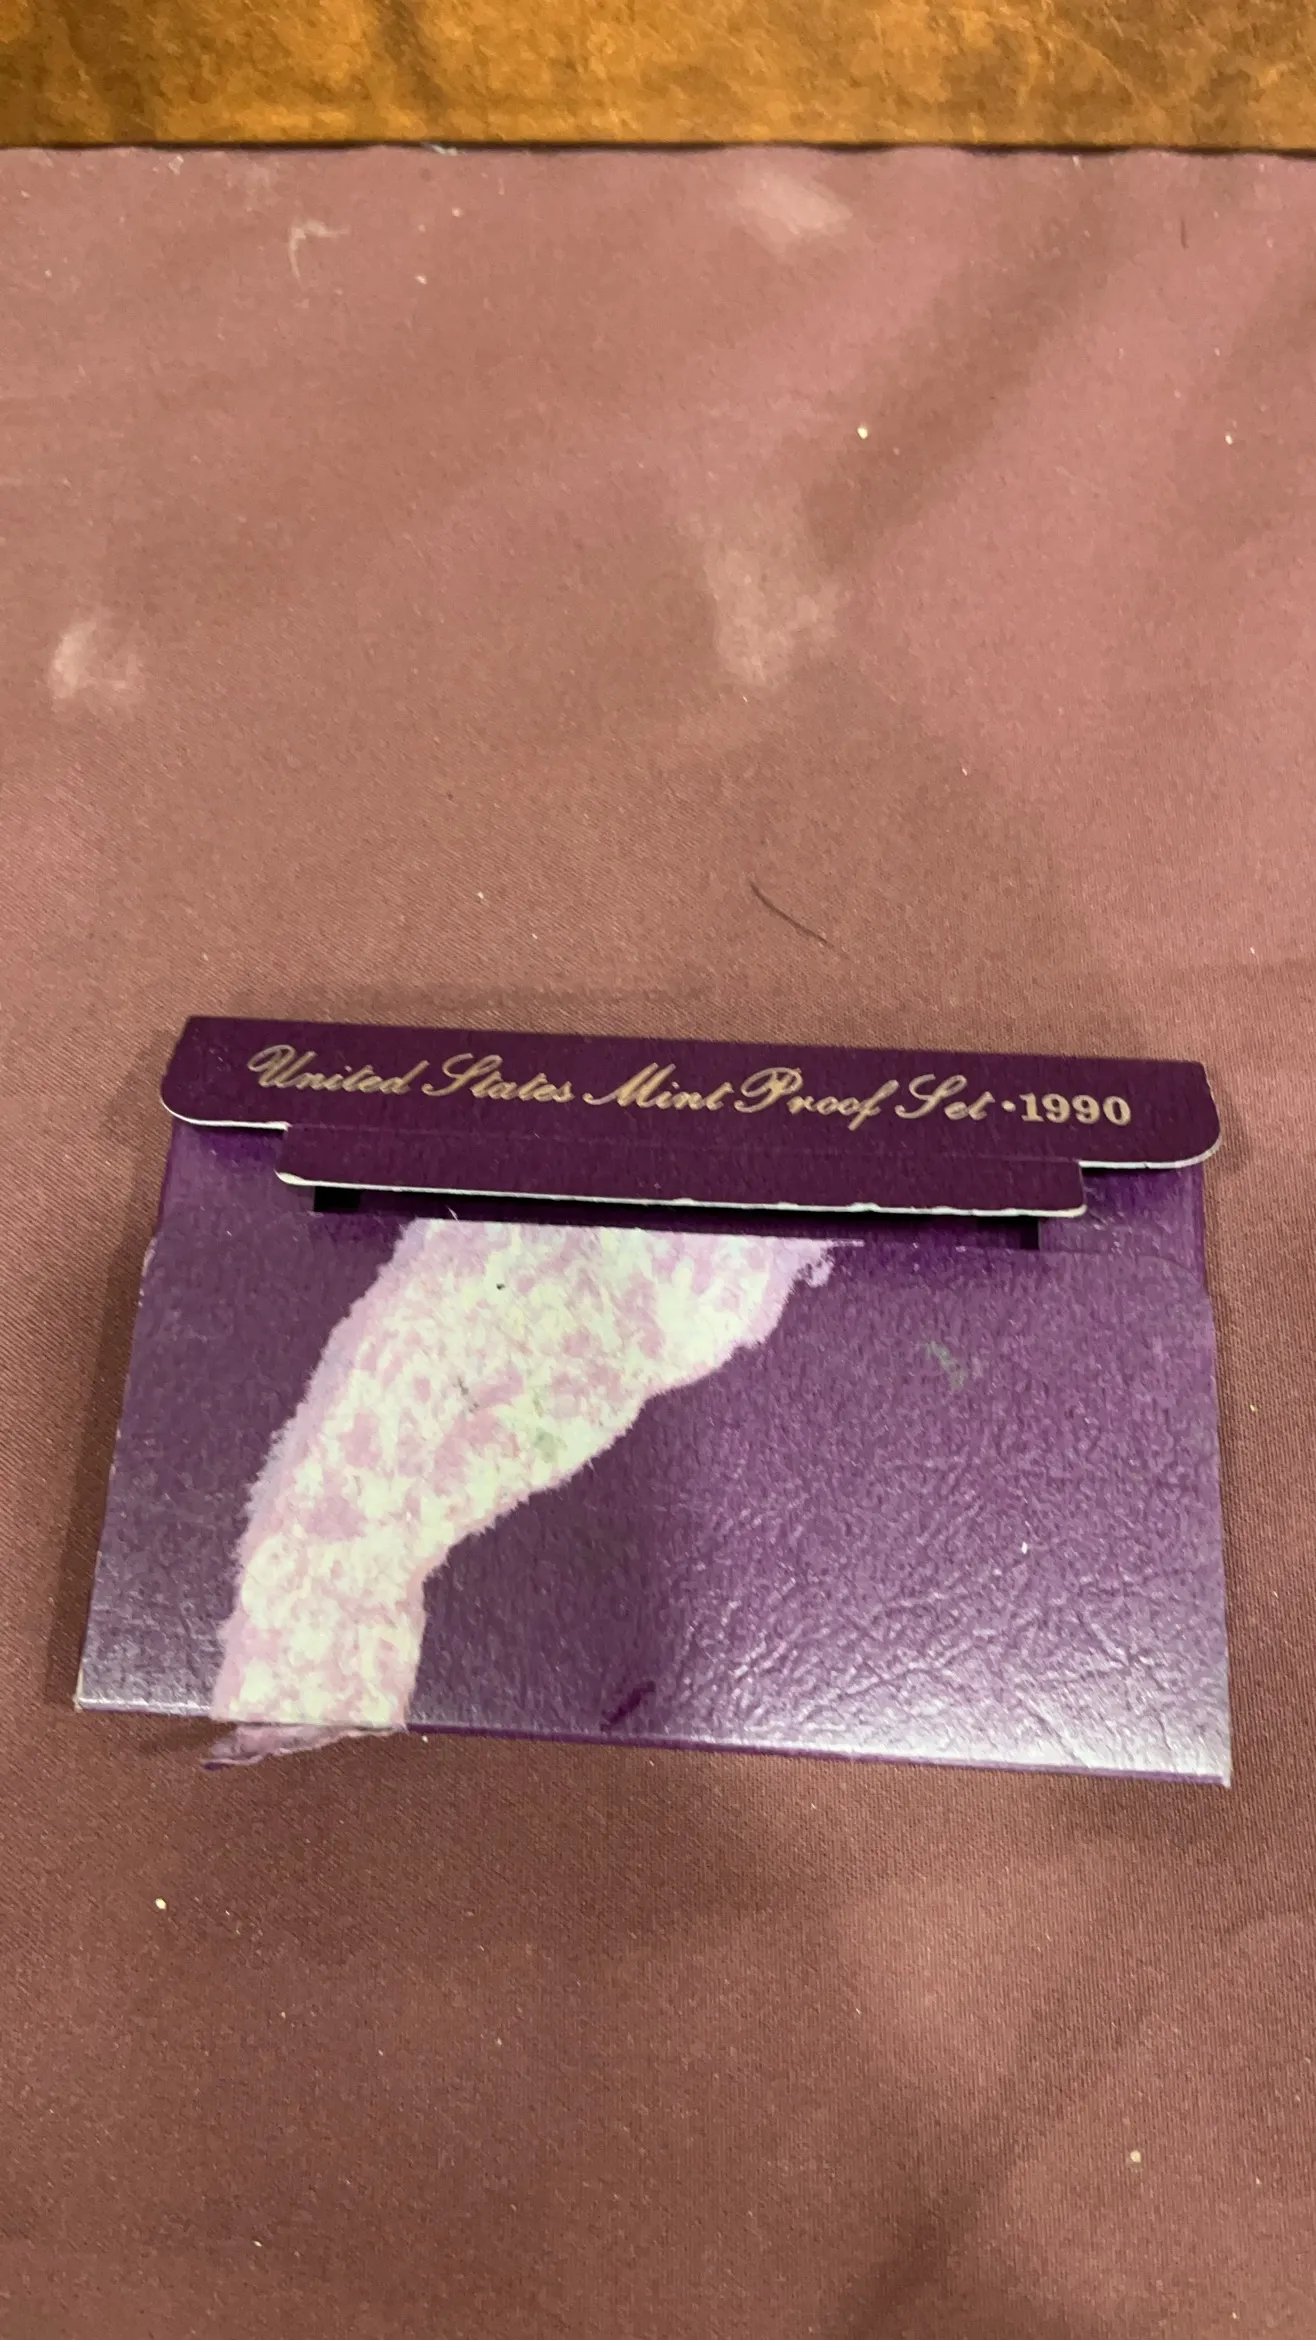 United States Mint Proof Set • 1990